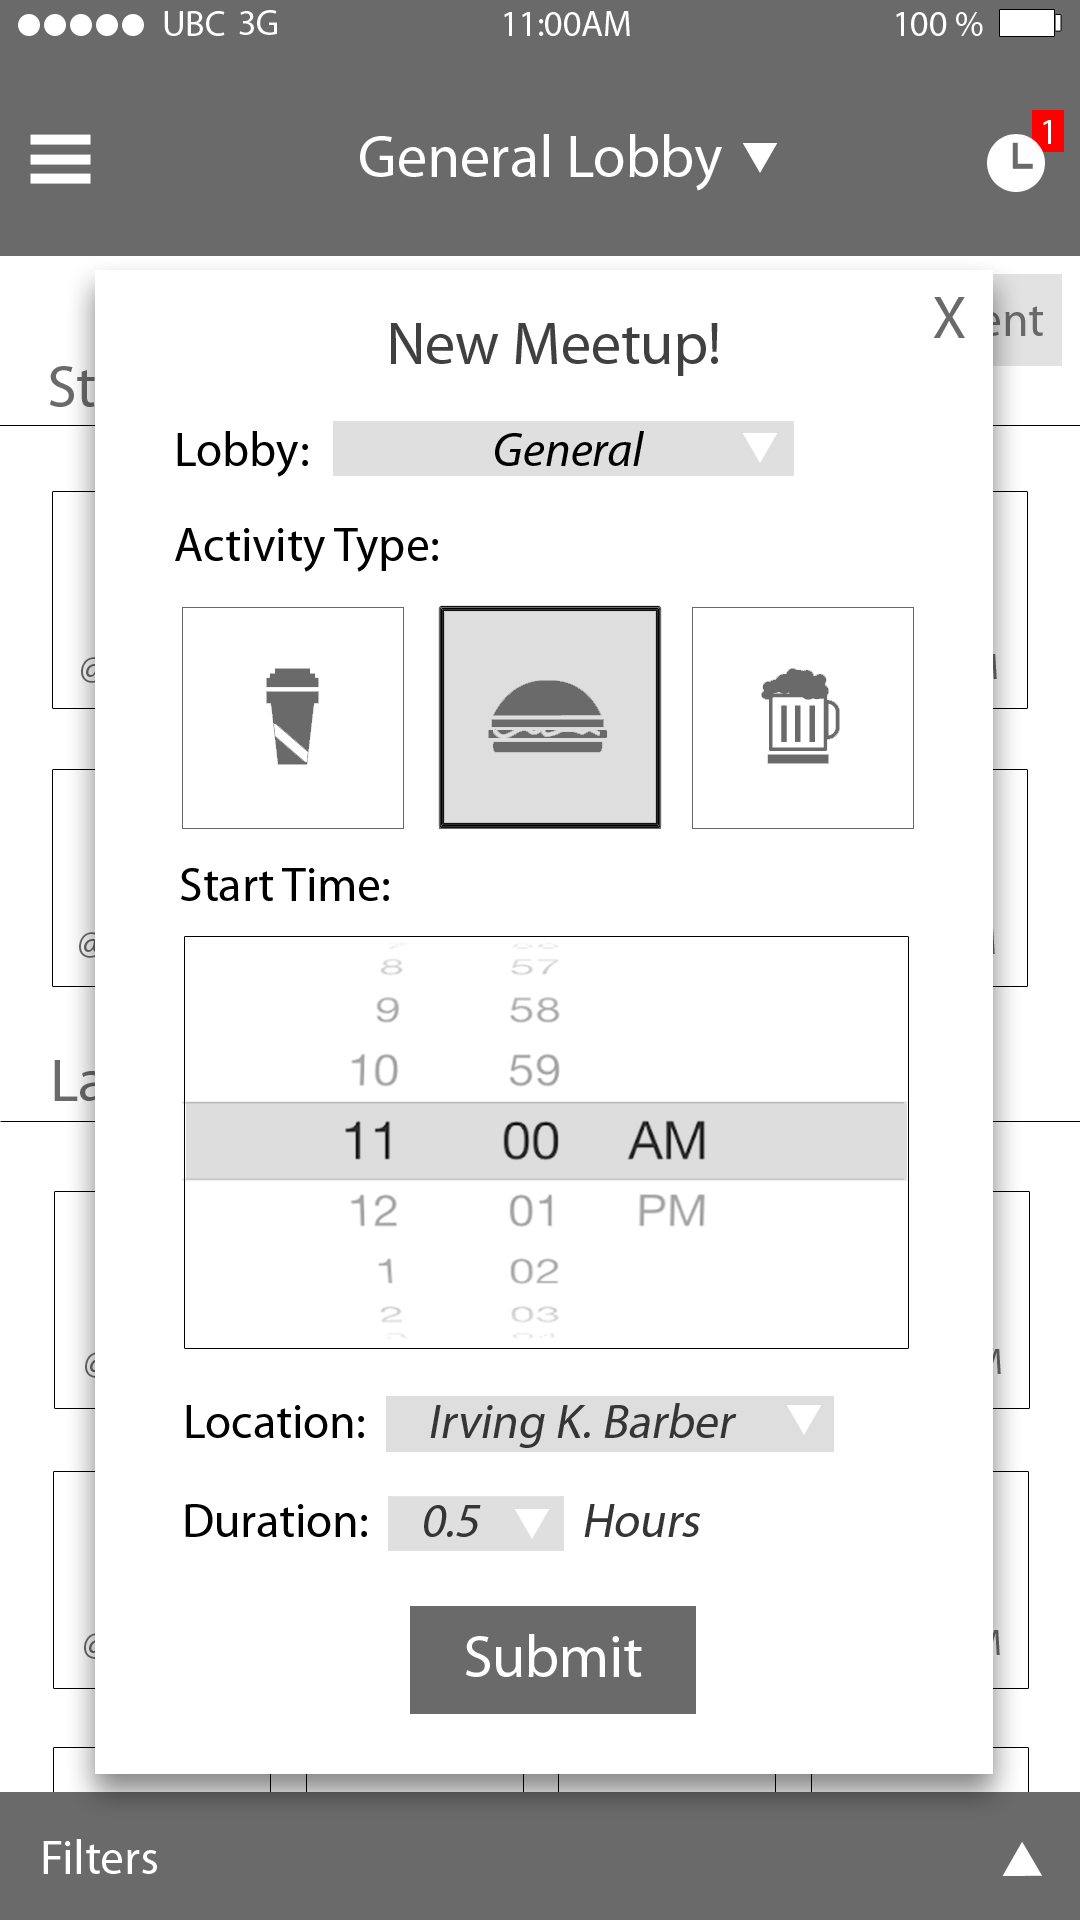 UBC 3G 11:00AM 100 %
General Lobby
1
ent
New Meetup! X
St
Lobby: General
Activity Type:
@
@
Start Time:
8 57
9 58
10 59
11 00 AM
12 01 PM
1 02
2 03
La
@
@
Location: Irving K. Barber
Duration: 0.5 Hours
Submit
Filters